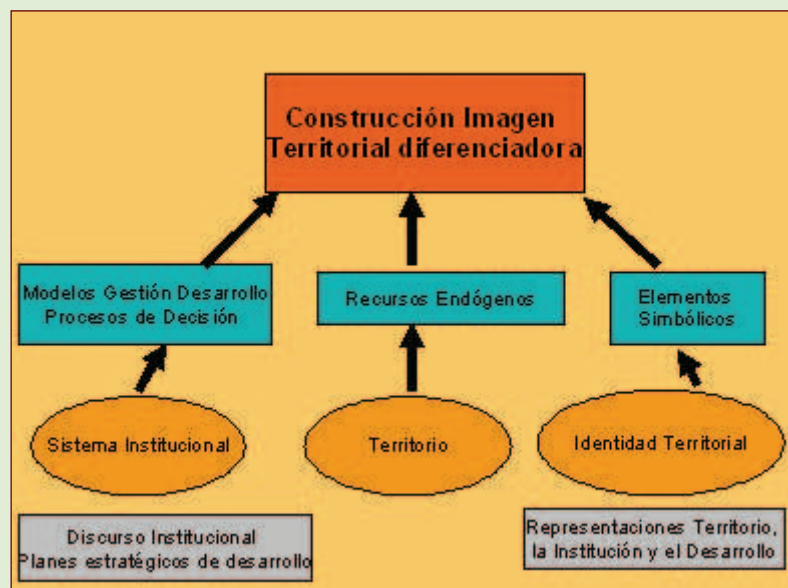 Construcción Imagen
Territorial diferenciadora
Modelos Gestión Desarrollo
Procesos de Decisión
Recursos Endógenos
Elementos
Simbólicos
Sistema Institucional
Territorio
Identidad Territorial
Discurso Institucional
Planes estratégicos de desarrollo
Representaciones Territorio,
la Institución y el Desarrollo